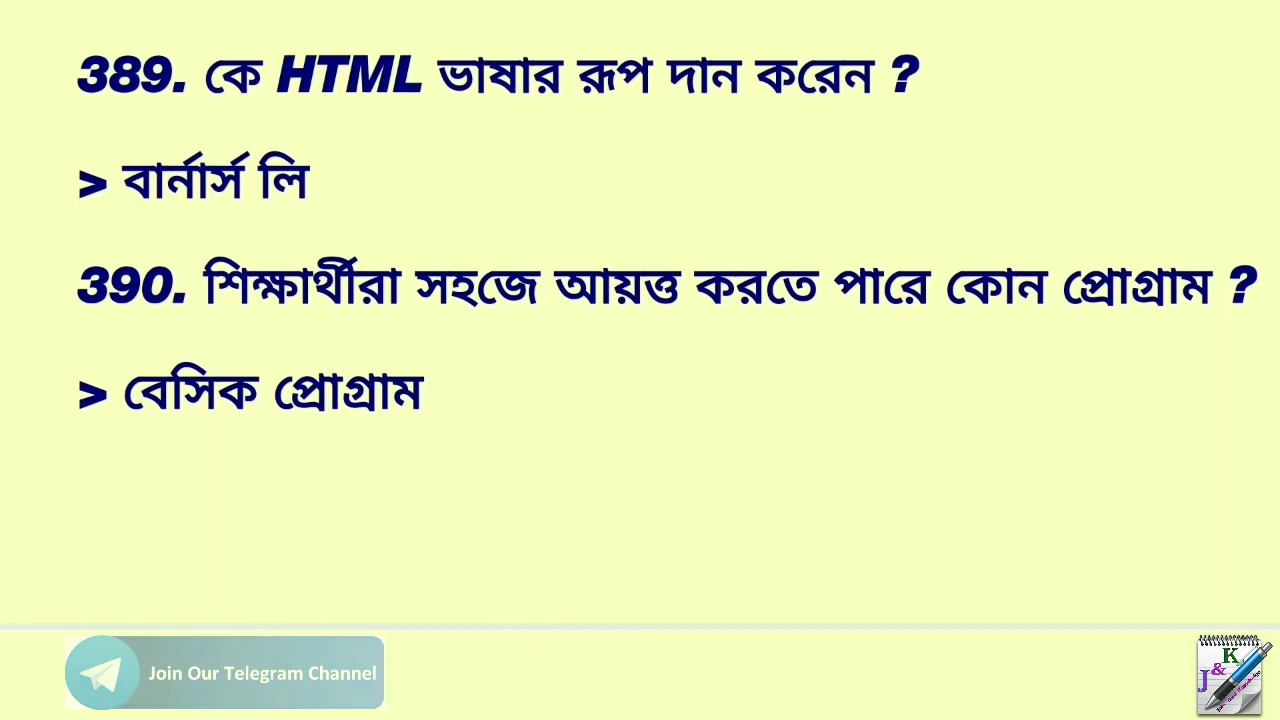 389. কে HTML ভাষার রূপ দান করেন ?
> বার্নার্স লি
390. শিক্ষার্থীরা সহজে আয়ত্ত করতে পারে কোন প্রোগ্রাম ?
> বেসিক প্রোগ্রাম
Join Our Telegram Channel
J&K